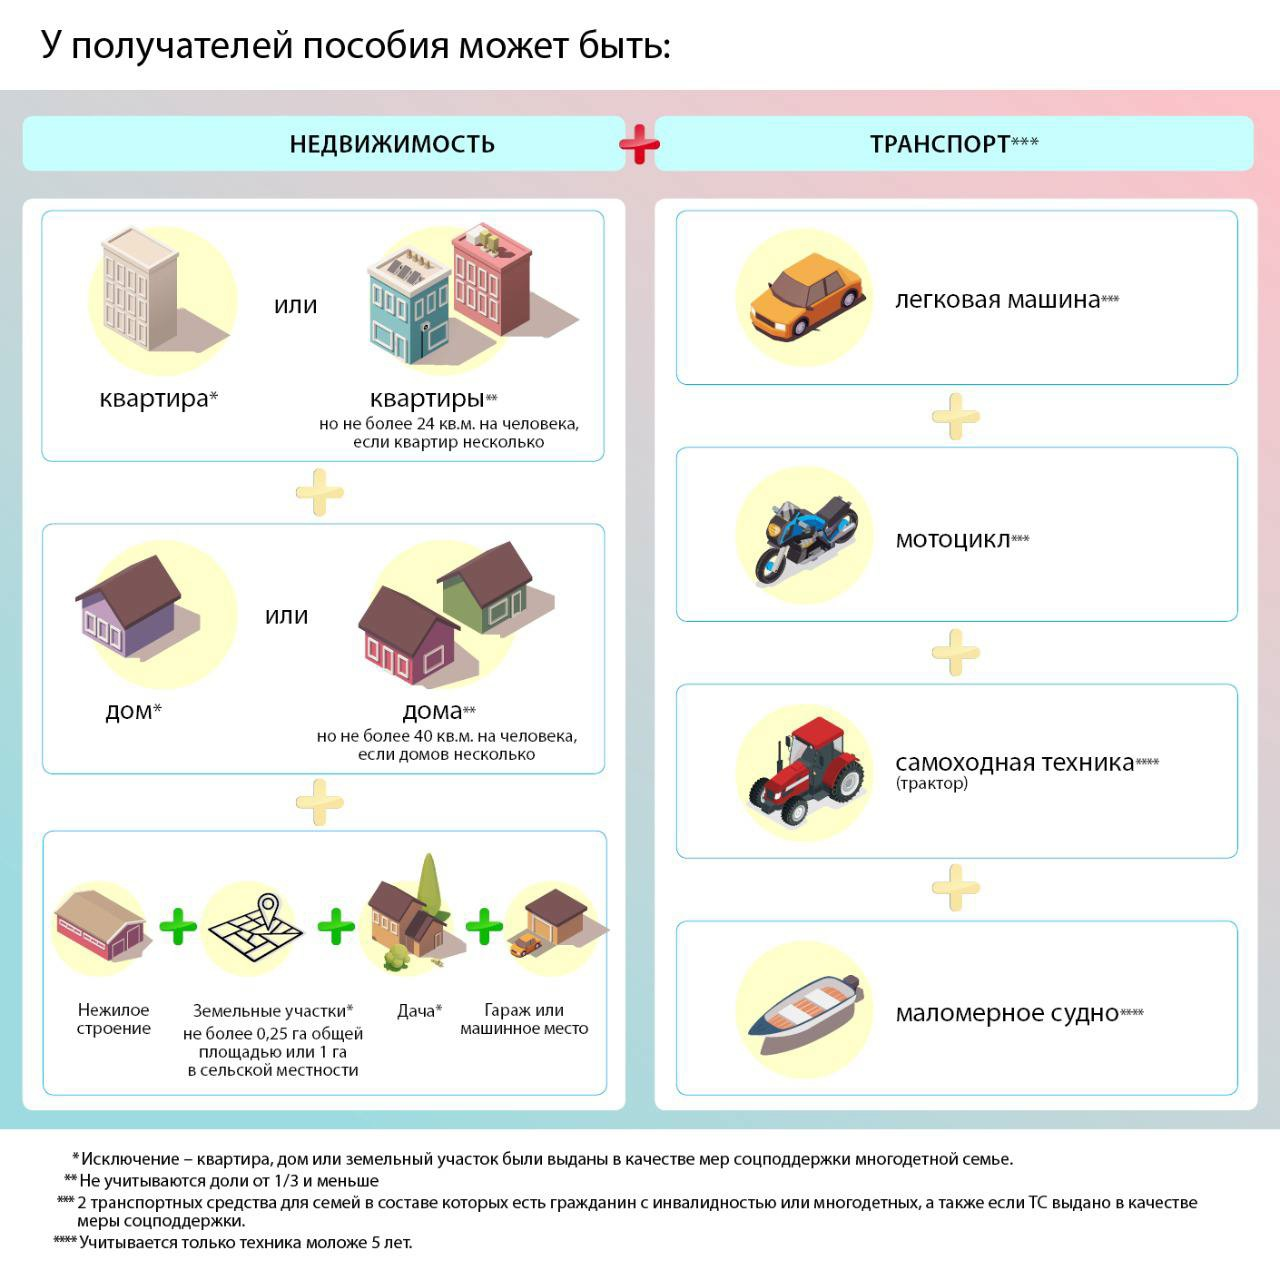 У получателей пособия может быть:
НЕДВИЖИМОСТЬ
ТРАНСПОРТ***
или
квартира*
квартиры**
но не более 24 кв.м. на человека,
если квартир несколько
или
дом*
дома**
но не более 40 кв.м. на человека,
если домов несколько
Нежилое
строение
Земельные участки*
не более 0,25 га общей
площадью или 1 га
в сельской местности
Дача*
Гараж или
машинное место
легковая машина***
мотоцикл***
самоходная техника****
(трактор)
маломерное судно****
* Исключение – квартира, дом или земельный участок были выданы в качестве мер соцподдержки многодетной семье.
** Не учитываются доли от 1/3 и меньше
*** 2 транспортных средства для семей в составе которых есть гражданин с инвалидностью или многодетных, а также если ТС выдано в качестве
меры соцподдержки.
**** Учитывается только техника моложе 5 лет.